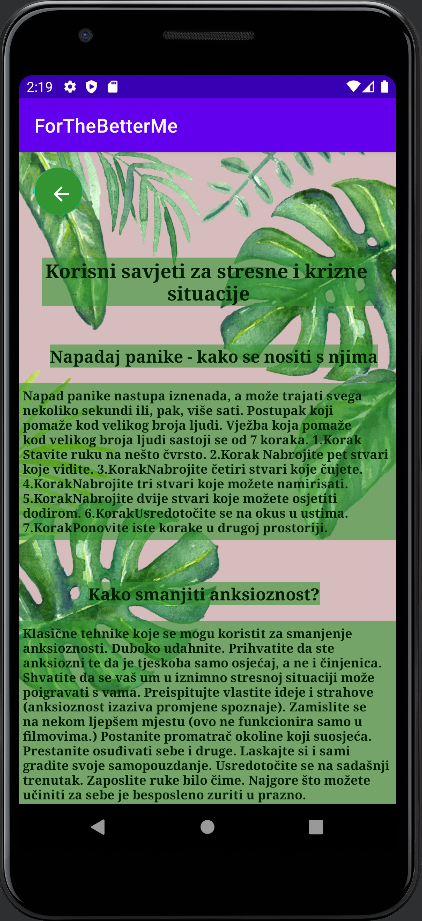 2:19
ForTheBetterMe
Korisni savjeti za stresne i krizne
situacije
Napadaj panike - kako se nositi s njima
Napad panike nastupa iznenada, a može trajati svega
nekoliko sekundi ili, pak, više sati. Postupak koji
pomaže kod velikog broja ljudi. Vježba koja pomaže
kod velikog broja ljudi sastoji se od 7 koraka. 1.Korak
Stavite ruku na nešto čvrsto. 2.Korak Nabrojite pet stvari
koje vidite. 3.KorakNabrojite četiri stvari koje čujete.
4.KorakNabrojite tri stvari koje možete namirisati.
5.KorakNabrojite dvije stvari koje možete osjetiti
dodirom. 6.KorakUsredotočite se na okus u ustima.
7.KorakPonovite iste korake u drugoj prostoriji.
Kako smanjiti anksioznost?
Klasične tehnike koje se mogu koristit za smanjenje
anksioznosti. Duboko udahnite. Prihvatite da ste
anksiozni te da je tjeskoba samo osjećaj, a ne i činjenica.
Shvatite da se vaš um u iznimno stresnoj situaciji može
poigravati s vama. Preispitujte vlastite ideje i strahove
(anksioznost izaziva promjene spoznaje). Zamislite se
na nekom ljepšem mjestu (ovo ne funkcionira samo u
filmovima.) Postanite promatrač okoline koji suosjeća.
Prestanite osuđivati sebe i druge. Laskajte si i sami
gradite svoje samopouzdanje. Usredotočite se na sadašnji
trenutak. Zaposlite ruke bilo čime. Najgore što možete
učiniti za sebe je besposleno zuriti u prazno.